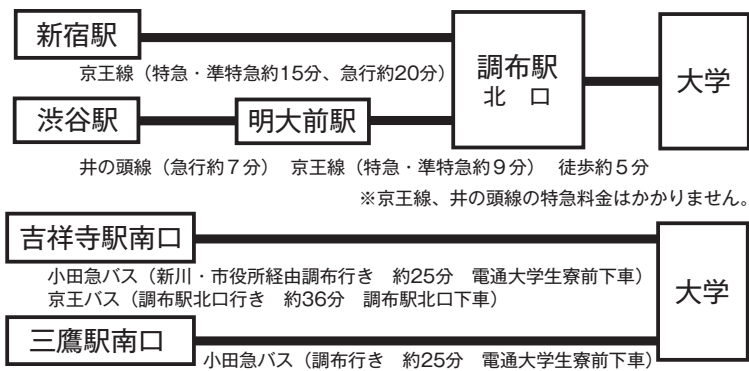 新宿駅
京王線（特急・準特急約15分、急行約20分）
調布駅
北　口
大学
渋谷駅
明大前駅
井の頭線（急行約７分）　京王線（特急・準特急約９分）　徒歩約５分
※京王線、井の頭線の特急料金はかかりません。
吉祥寺駅南口
小田急バス（新川・市役所経由調布行き　約25分　電通大学生寮前下車）
京王バス（調布駅北口行き　約36分　調布駅北口下車）
大学
三鷹駅南口
小田急バス（調布行き　約25分　電通大学生寮前下車）